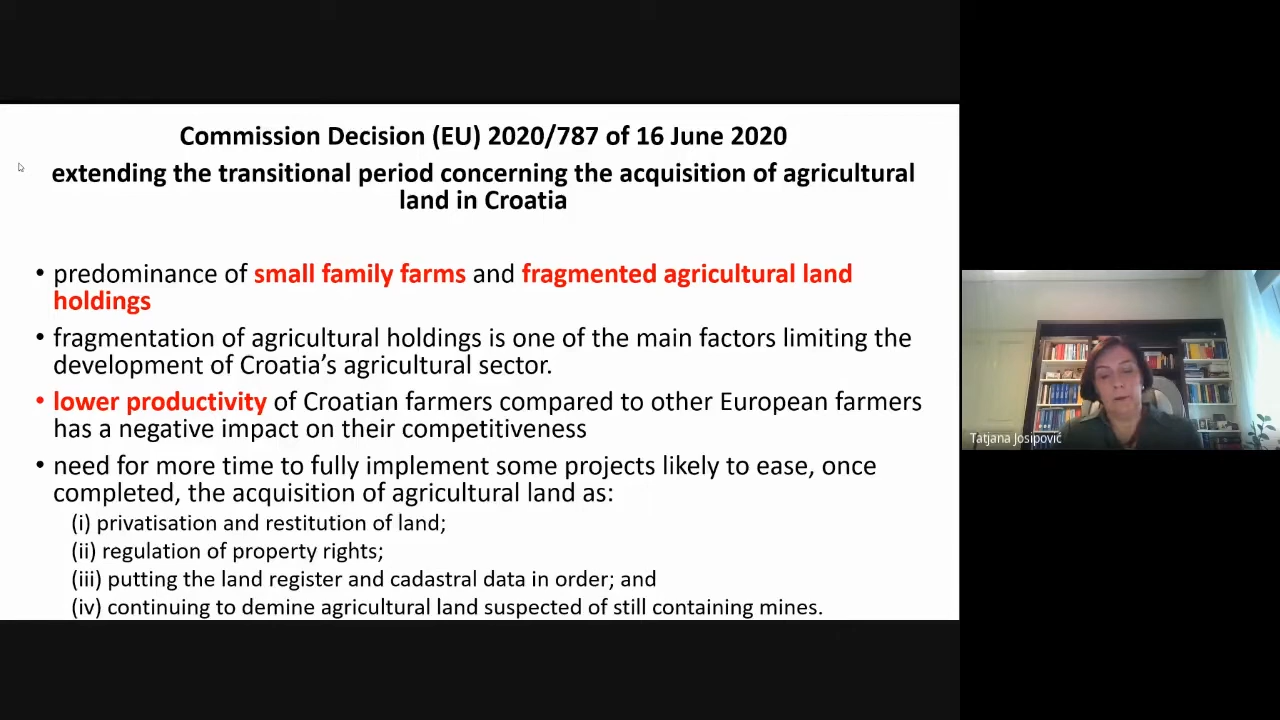 Commission Decision (EU) 2020/787 of 16 June 2020
extending the transitional period concerning the acquisition of agricultural
land in Croatia
• predominance of small family farms and fragmented agricultural land
holdings
• fragmentation of agricultural holdings is one of the main factors limiting the
development of Croatia's agricultural sector.
• lower productivity of Croatian farmers compared to other European farmers
has a negative impact on their competitiveness
• need for more time to fully implement some projects likely to ease, once
completed, the acquisition of agricultural land as:
(i) privatisation and restitution of land;
(ii) regulation of property rights;
(iii) putting the land register and cadastral data in order; and
(iv) continuing to demine agricultural land suspected of still containing mines.
Tatjana Josipović